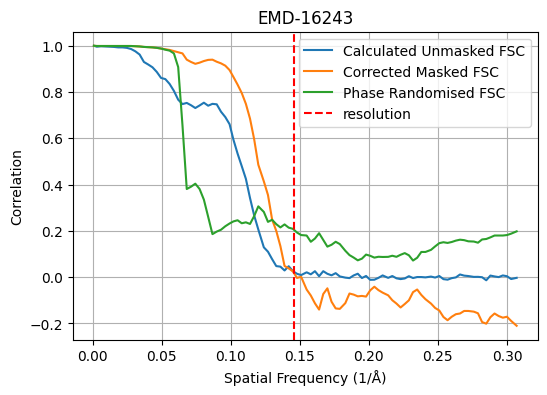 EMD-16243
Calculated Unmasked FSC
Corrected Masked FSC
Phase Randomised FSC
resolution
Correlation
1.0
0.8
0.6
0.4
0.2
0.0
−0.2
0.00 0.05 0.10 0.15 0.20 0.25 0.30
Spatial Frequency (1/Å)